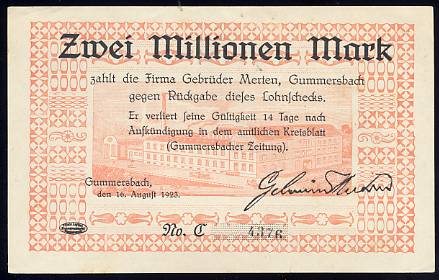 Zwei Millionen Mark
zahlt die Firma Gebrüder Merten, Gummersbach
gegen Rückgabe dieses Lohnschecks.
Er verliert seine Gültigkeit 14 Tage nach
Aufkündigung in dem amtlichen Kreisblatt
(Gummersbacher Zeitung).
Gummersbach,
den 16. August 1923.
No. C 4376